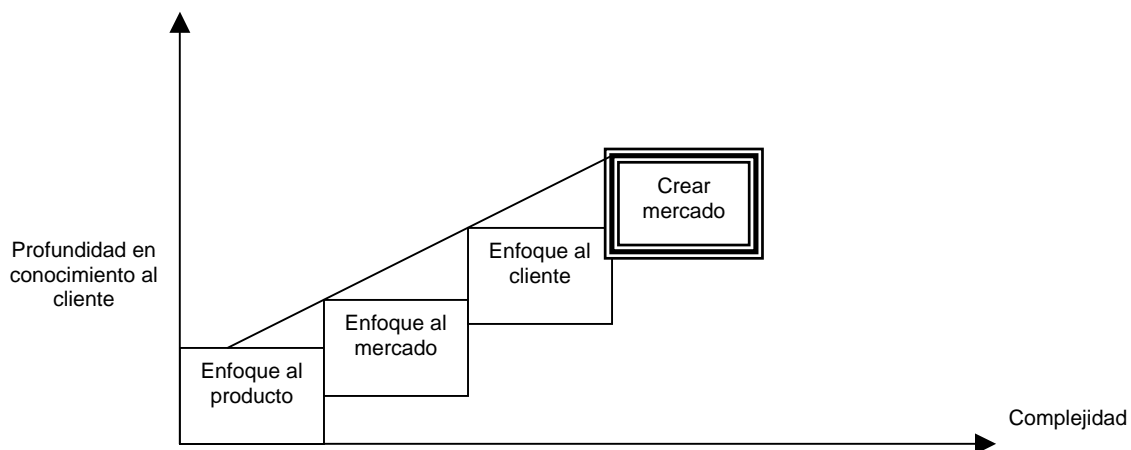 Crear
mercado
Profundidad en
conocimiento al
cliente
Enfoque al
cliente
Enfoque al
mercado
Enfoque al
producto
Complejidad